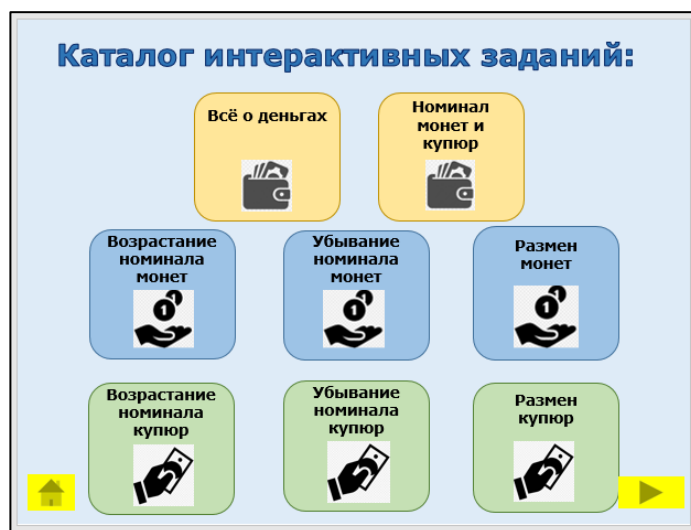 Каталог интерактивных заданий:
Всё о деньгах
Номинал
монет и
купюр
Возрастание
номинала
монет
Убывание
номинала
монет
Размен
монет
Возрастание
номинала
купюр
Убывание
номинала
купюр
Размен
купюр